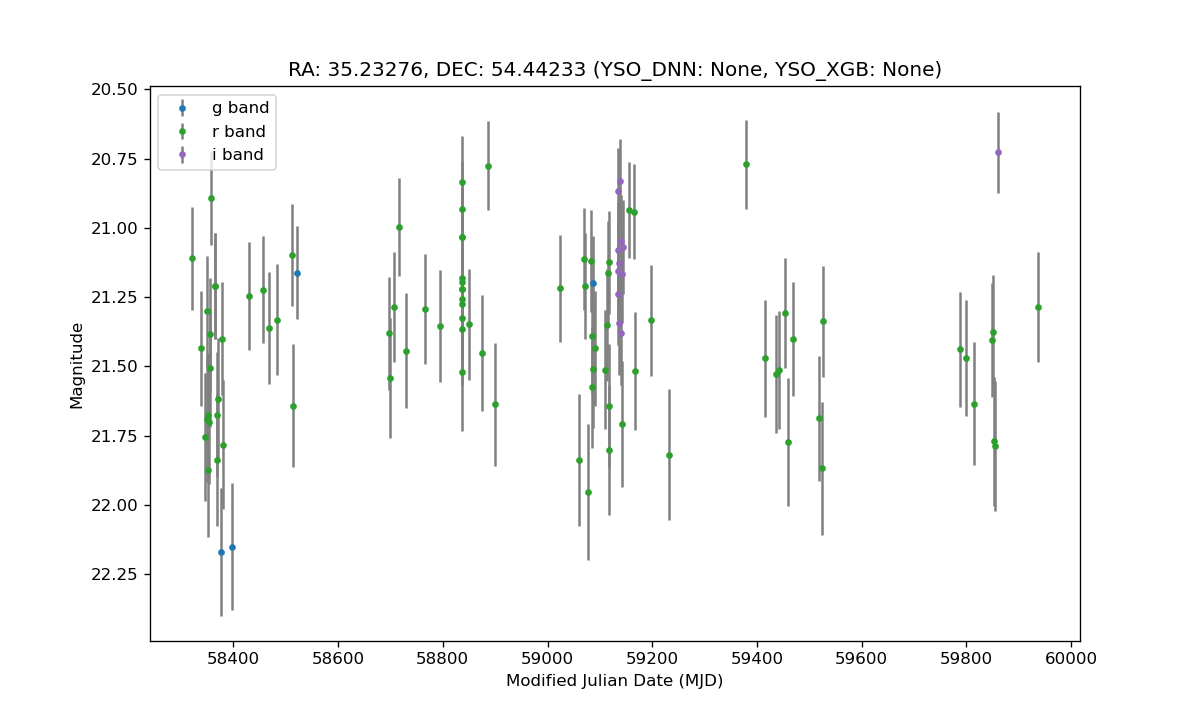 RA: 35.23276, DEC: 54.44233 (YSO_DNN: None, YSO_XGB: None)
g band
r band
i band
20.50
20.75
21.00
21.25
21.50
21.75
22.00
22.25
Magnitude
58400 58600 58800 59000 59200 59400 59600 59800 60000
Modified Julian Date (MJD)